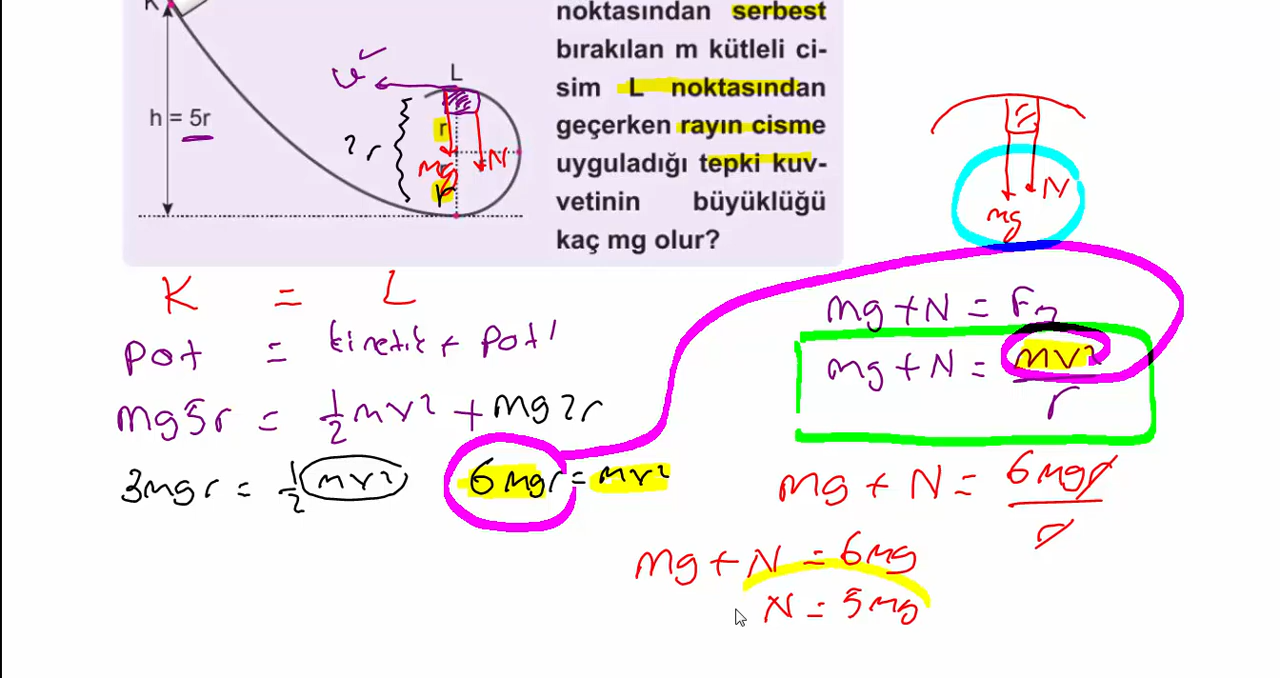 K
noktasından serbest
bırakılan m kütleli ci-
sim L noktasından
geçerken rayın cisme
uyguladığı tepki kuv-
vetinin büyüklüğü
kaç mg olur?
L
v
h = 5r
2r
r
mg
N
r
N
mg
K = L
pot = kinetik + pot
mg5r = 1/2 mv² + mg2r
3mgr = 1/2 mv² 6mgr = mv²
mg + N = F
mg + N = mv²/r
mg + N = 6mgr/r
mg + N = 6mg
N = 5mg